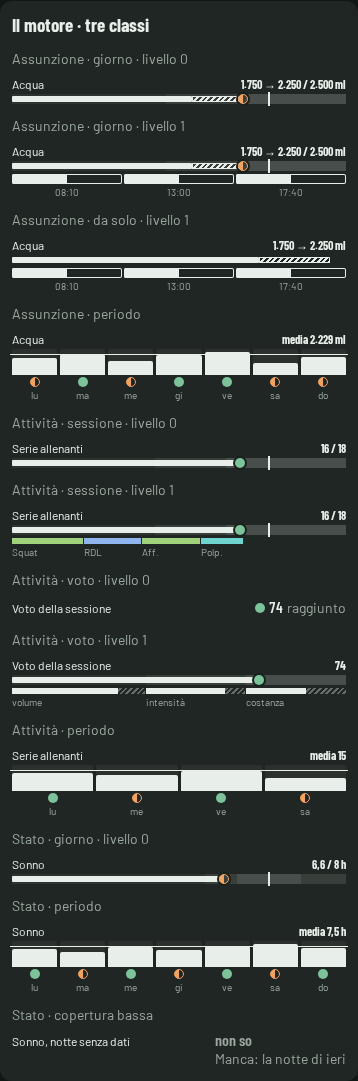 Il motore · tre classi
Assunzione · giorno · livello 0
Acqua 1.750 → 2.250 / 2.500 ml
Assunzione · giorno · livello 1
Acqua 1.750 → 2.250 / 2.500 ml
08:10 13:00 17:40
Assunzione · da solo · livello 1
Acqua 1.750 → 2.250 ml
08:10 13:00 17:40
Assunzione · periodo
Acqua media 2.229 ml
lu ma me gi ve sa do
Attività · sessione · livello 0
Serie allenanti 16 / 18
Attività · sessione · livello 1
Serie allenanti 16 / 18
Squat RDL Aff. Polp.
Attività · voto · livello 0
Voto della sessione 74 raggiunto
Attività · voto · livello 1
Voto della sessione 74
volume intensità costanza
Attività · periodo
Serie allenanti media 15
lu me ve sa
Stato · giorno · livello 0
Sonno 6,6 / 8 h
Stato · periodo
Sonno media 7,5 h
lu ma me gi ve sa do
Stato · copertura bassa
Sonno, notte senza dati non so
Manca: la notte di ieri